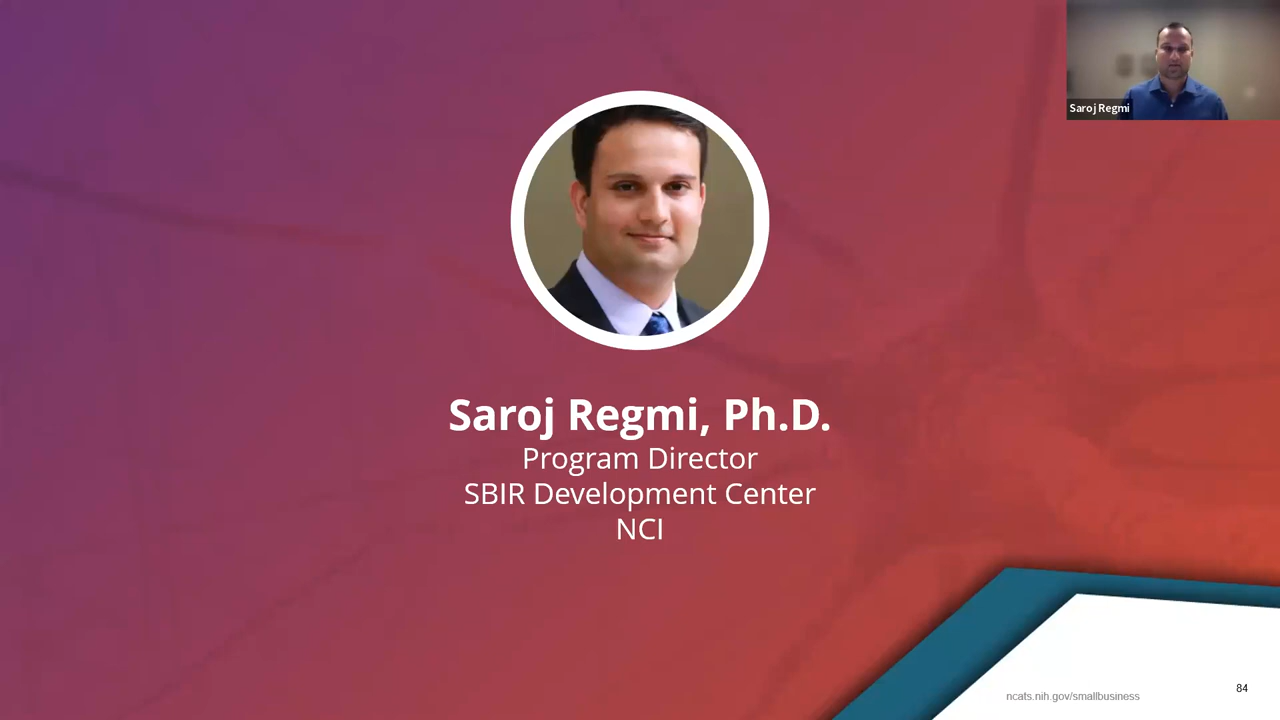 Saroj Regmi
Saroj Regmi, Ph.D.
Program Director
SBIR Development Center
NCI
ncats.nih.gov/smallbusiness
84